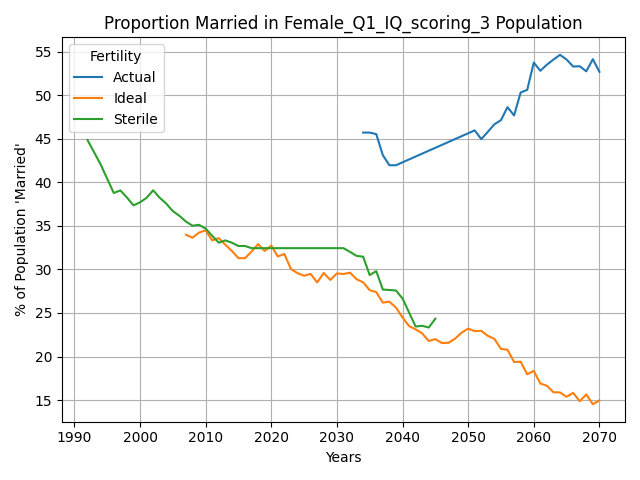 Proportion Married in Female_Q1_IQ_scoring_3 Population
% of Population 'Married'
55
50
45
40
35
30
25
20
15
Fertility
Actual
Ideal
Sterile
1990 2000 2010 2020 2030 2040 2050 2060 2070
Years